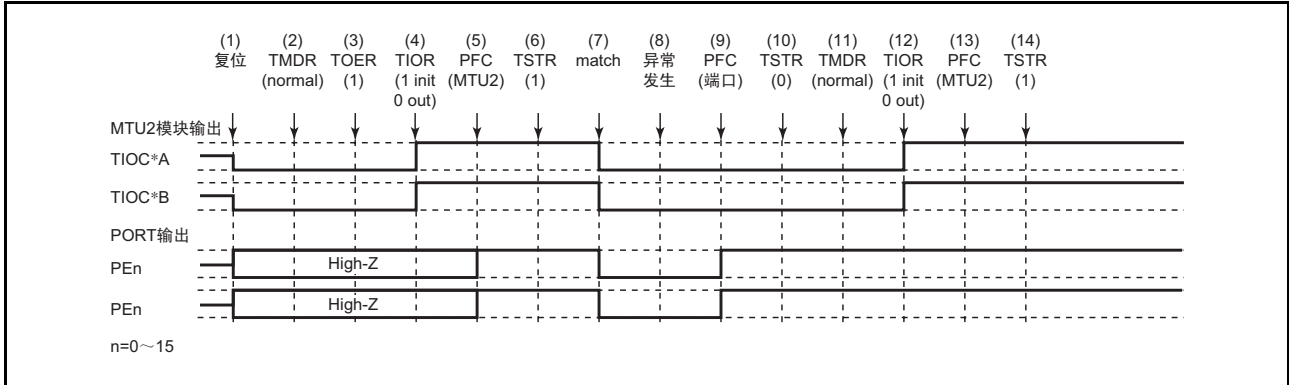 (1) (2) (3) (4) (5) (6) (7) (8) (9) (10) (11) (12) (13) (14)
复位 TMDR TOER TIOR PFC TSTR match 异常 PFC TSTR TMDR TIOR PFC TSTR
(normal) (1) (1 init (MTU2) (1) 发生 (端口) (0) (normal) (1 init (MTU2) (1)
0 out) 0 out)
MTU2模块输出
TIOC*A
TIOC*B
PORT输出
PEn High-Z
PEn High-Z
n=0～15